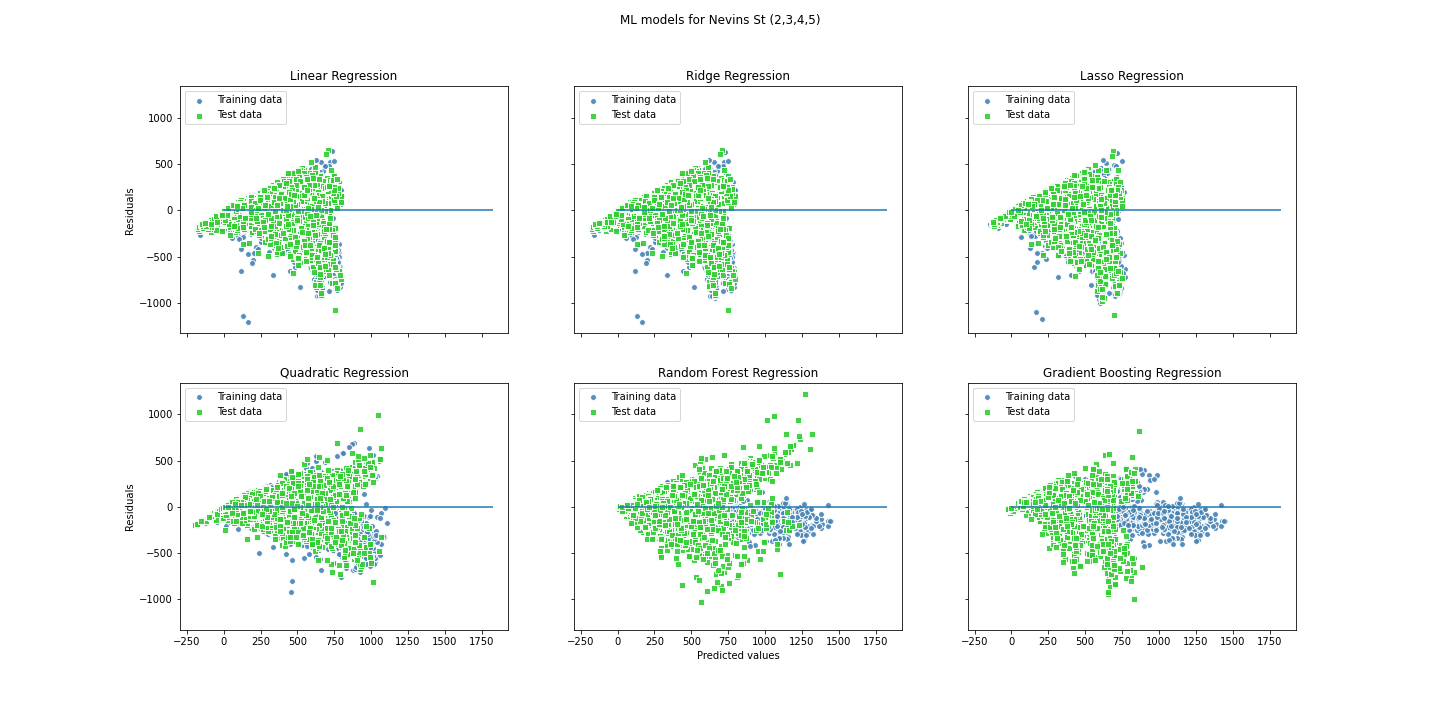 ML models for Nevins St (2,3,4,5)
Linear Regression
Training data
Test data
1000
500
0
−500
−1000
Residuals
Ridge Regression
Training data
Test data
Lasso Regression
Training data
Test data
Quadratic Regression
Training data
Test data
1000
500
0
−500
−1000
Residuals
−250 0 250 500 750 1000 1250 1500 1750
Random Forest Regression
Training data
Test data
−250 0 250 500 750 1000 1250 1500 1750
Predicted values
Gradient Boosting Regression
Training data
Test data
−250 0 250 500 750 1000 1250 1500 1750